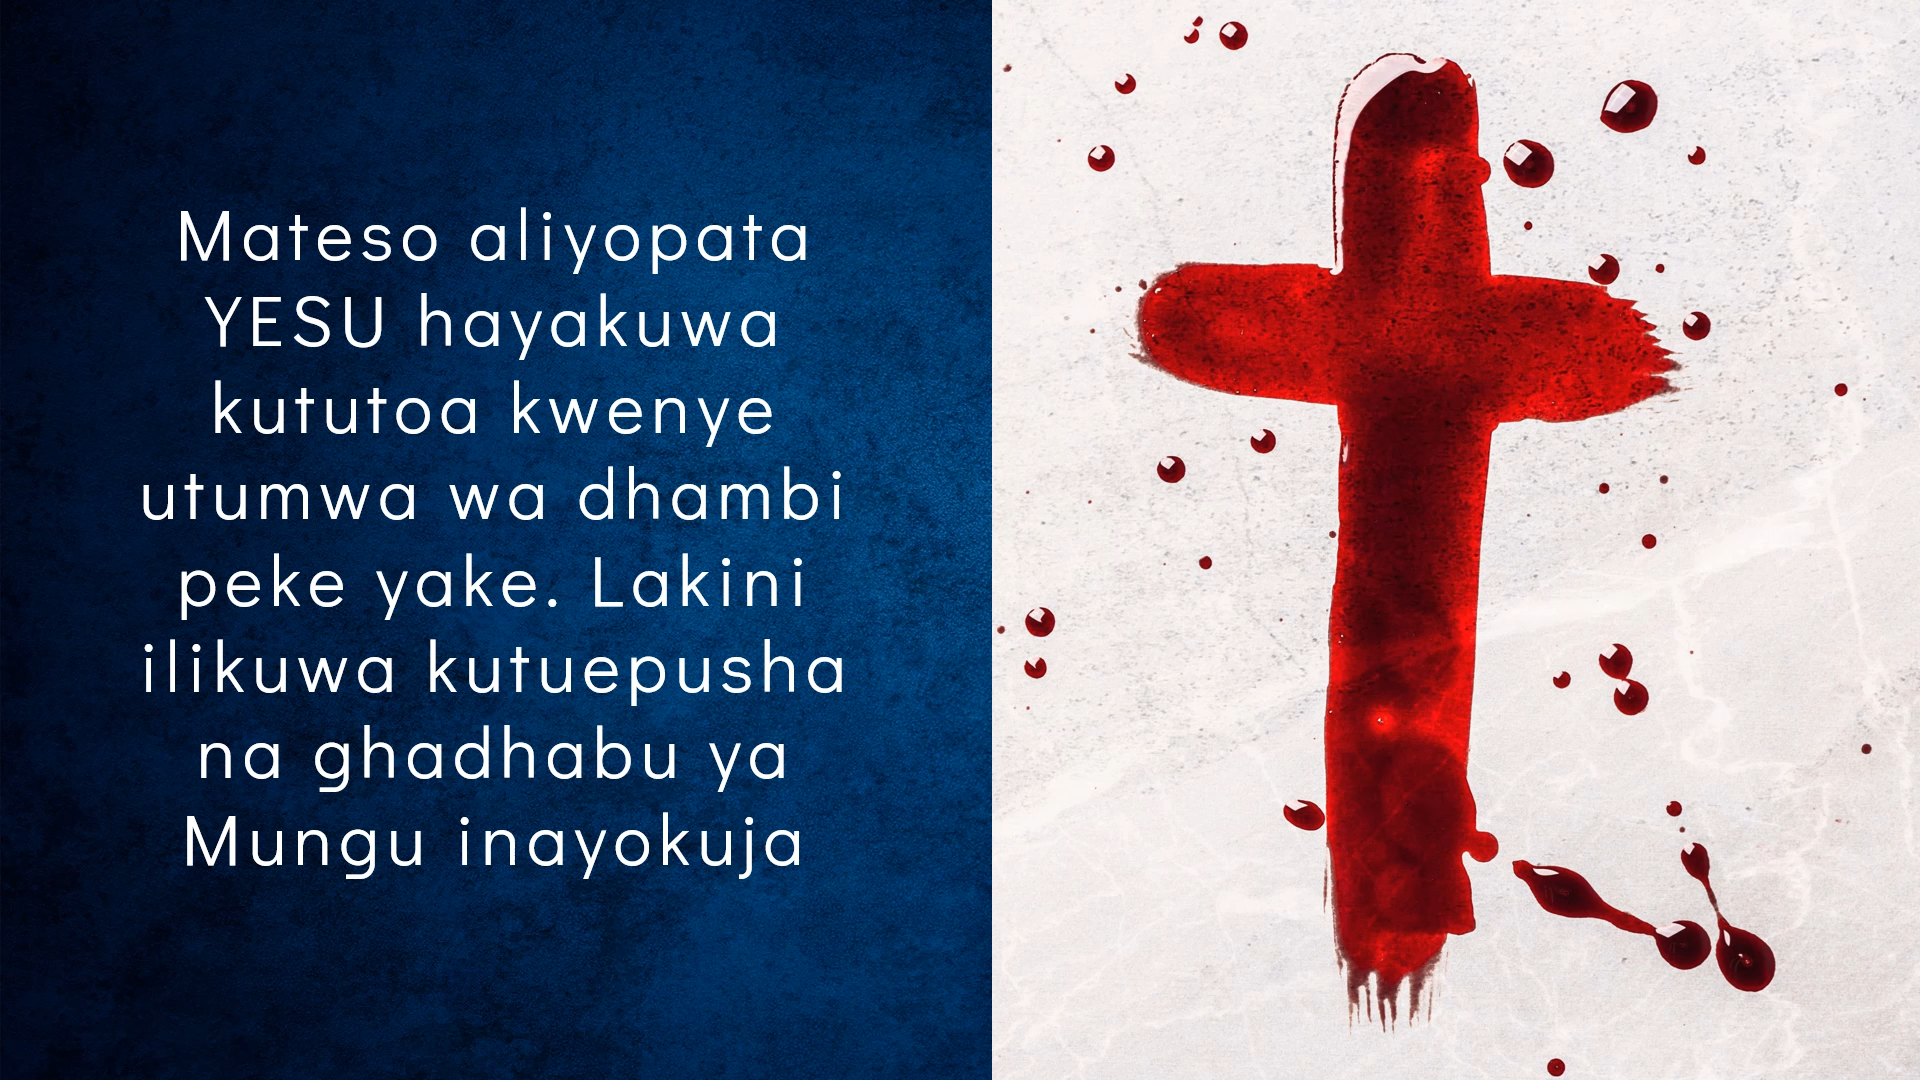 Mateso aliyopata
YESU hayakuwa
kututoa kwenye
utumwa wa dhambi
peke yake. Lakini
ilikuwa kutuepusha
na ghadhabu ya
Mungu inayokuja